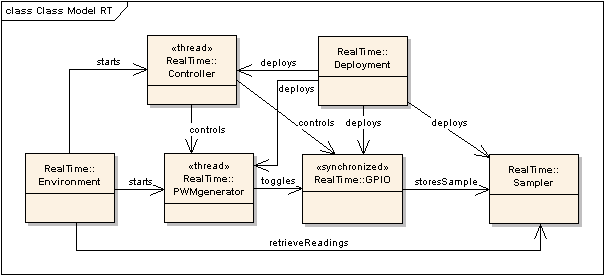 class Class Model RT
«thread»
RealTime::
Controller
RealTime::
Deployment
starts
deploys
deploys
controls
controls
deploys
deploys
RealTime::
Environment
starts
«thread»
RealTime::
PWMgenerator
toggles
«synchronized»
RealTime::GPIO
storesSample
RealTime::
Sampler
retrieveReadings